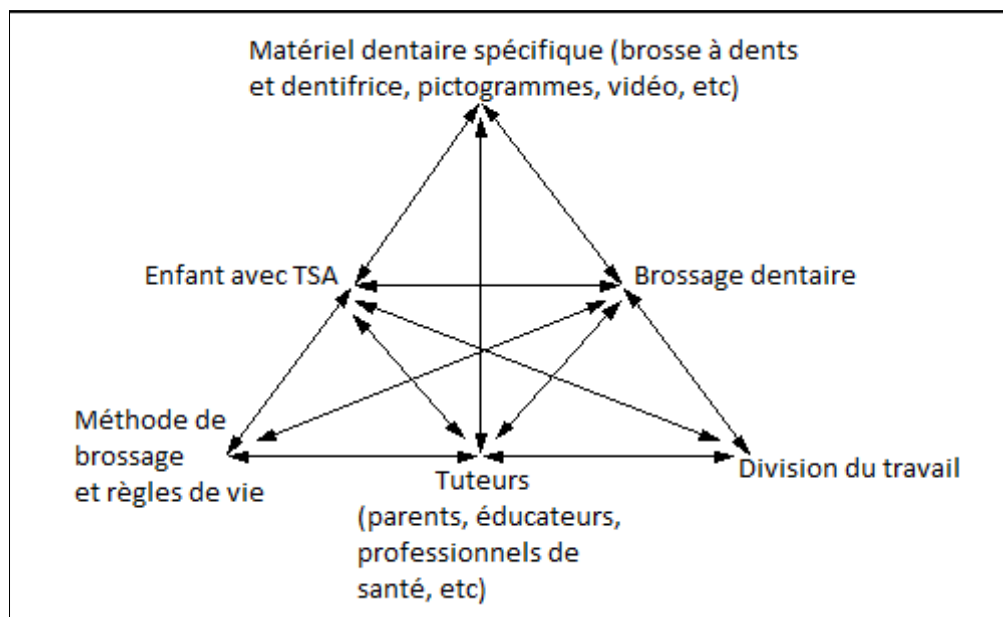 Matériel dentaire spécifique (brosse à dents
et dentifrice, pictogrammes, vidéo, etc)
Enfant avec TSA
Brossage dentaire
Méthode de
brossage
et règles de vie
Tuteurs
(parents, éducateurs,
professionnels de
santé, etc)
Division du travail